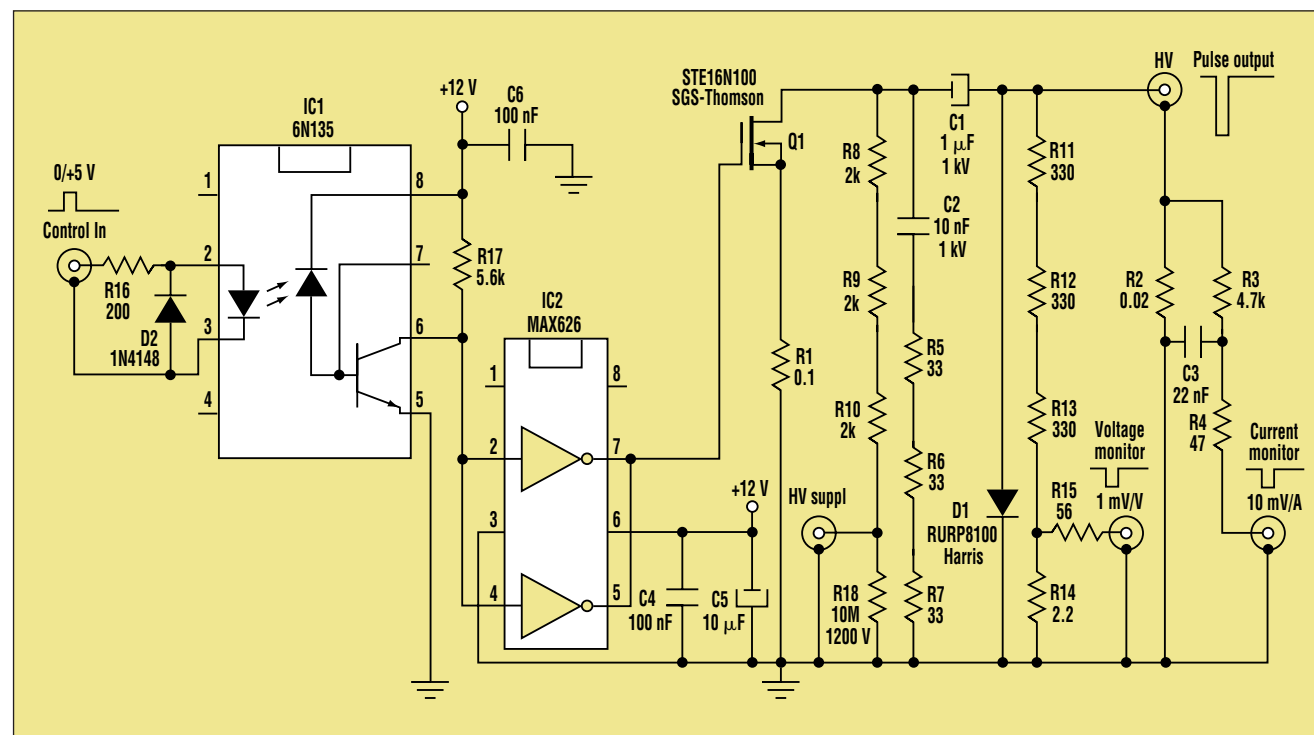 0/+5 V
Control In
R16
200
D2
1N4148
IC1
6N135
1
2
3
4
8
7
6
5
+12 V
C6
100 nF
R17
5.6k
IC2
MAX626
1
2
3
4
8
7
6
5
+12 V
C4
100 nF
C5
10 μF
STE16N100
SGS-Thomson
Q1
R1
0.1
HV suppl
R8
2k
R9
2k
R10
2k
R18
10M
1200 V
C1
1 μF
1 kV
C2
10 nF
1 kV
R5
33
R6
33
R7
33
D1
RURP8100
Harris
R11
330
R12
330
R13
330
R15
56
R14
2.2
Voltage
monitor
1 mV/V
HV
Pulse output
R2
0.02
R3
4.7k
C3
22 nF
R4
47
Current
monitor
10 mV/A